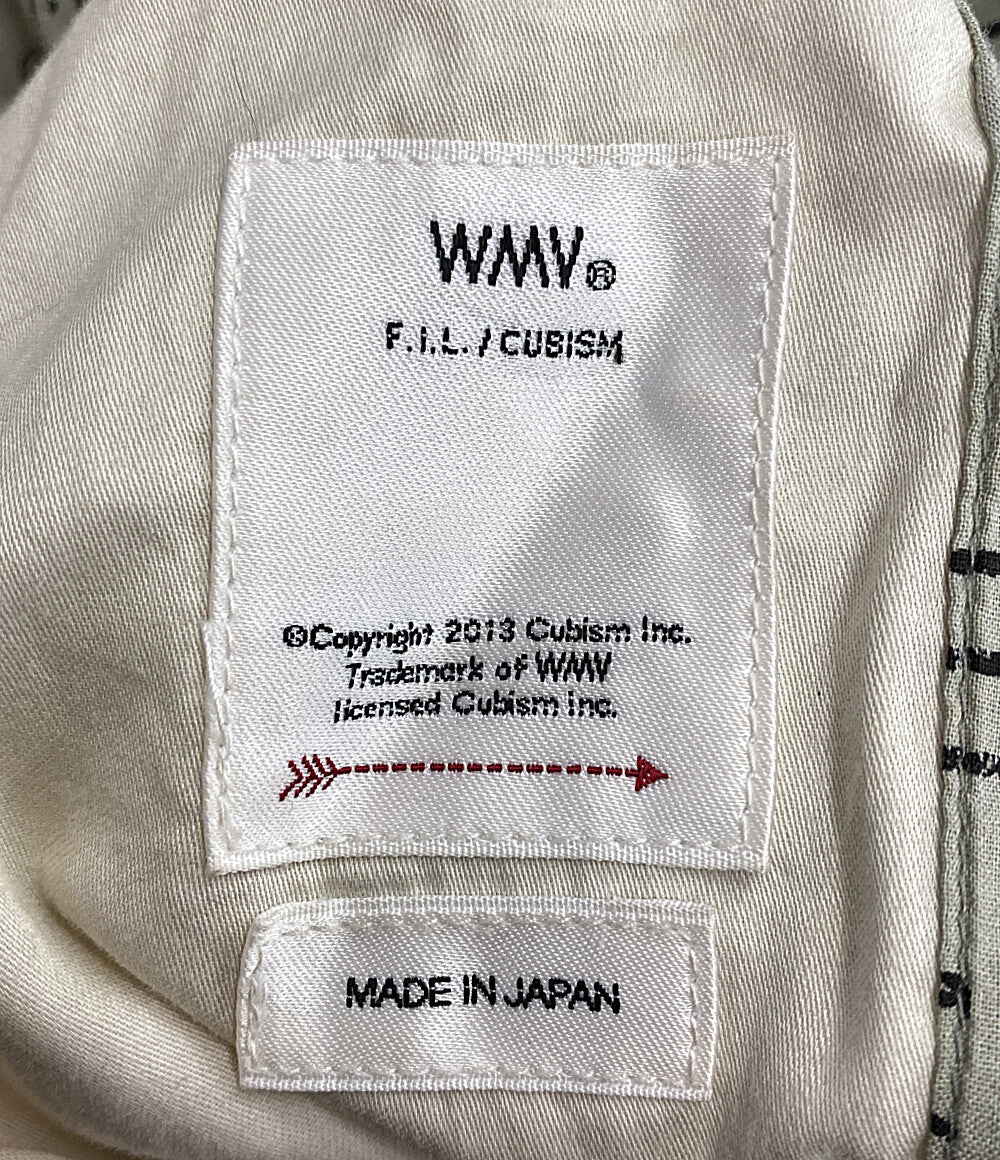 WMV®
F.I.L. / CUBISM
©Copyright 2013 Cubism Inc.
Trademark of WMV
licensed Cubism Inc.
MADE IN JAPAN